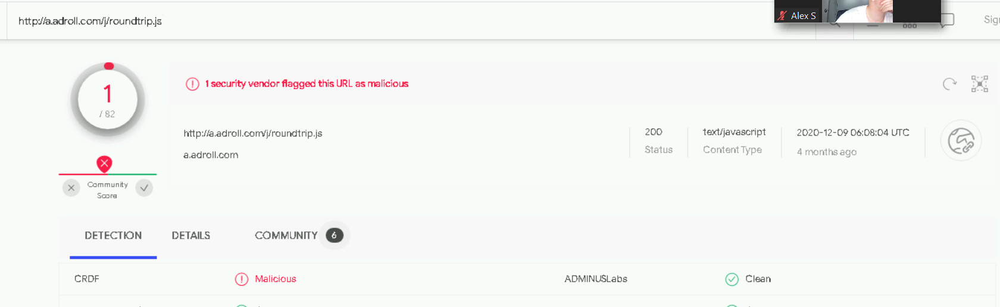 http://a.adroll.com/j/roundtrip.js
Alex S
1
/ 82
1 security vendor flagged this URL as malicious
http://a.adroll.com/j/roundtrip.js
a.adroll.com
200
Status
text/javascript
Content Type
2020-12-09 06:08:04 UTC
4 months ago
Community
Score
DETECTION
DETAILS
COMMUNITY 6
CRDF
Malicious
ADMINUSLabs
Clean